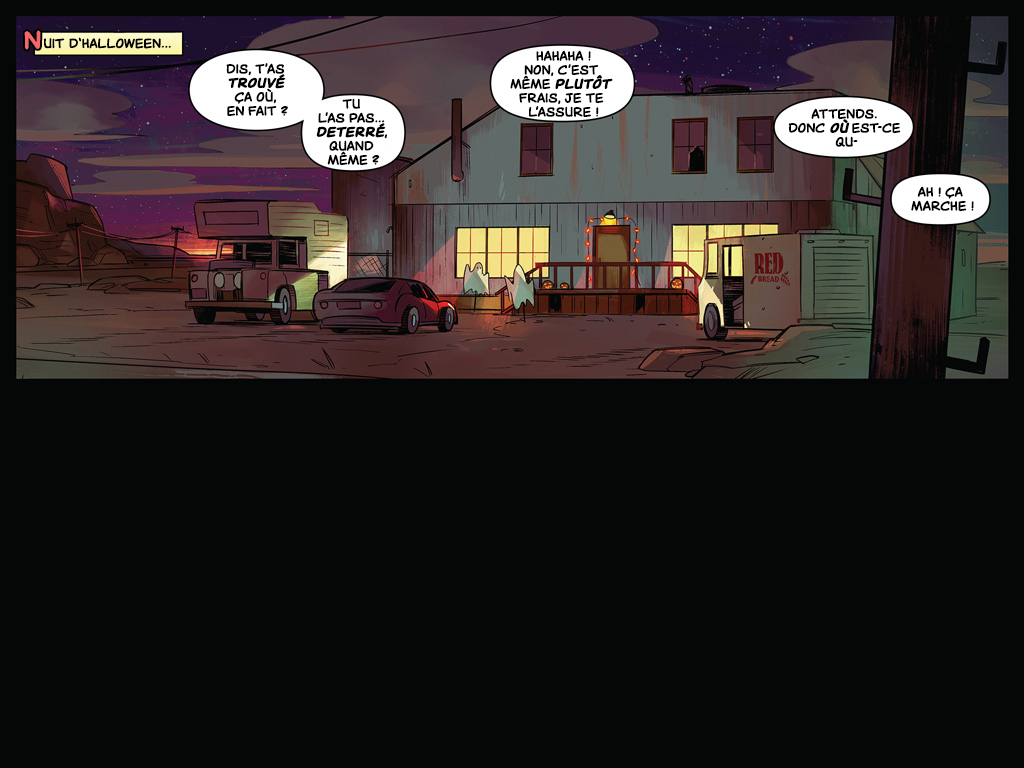 NUIT D'HALLOWEEN...
DIS, T'AS
TROUVÉ
ÇA OÙ,
EN FAIT ?
TU
L'AS PAS...
DETERRÉ,
QUAND
MÊME ?
HAHAHA !
NON, C'EST
MÊME PLUTÔT
FRAIS, JE TE
L'ASSURE !
ATTENDS.
DONC OÙ EST-CE
QU-
AH ! ÇA
MARCHE !
RED
BREAD